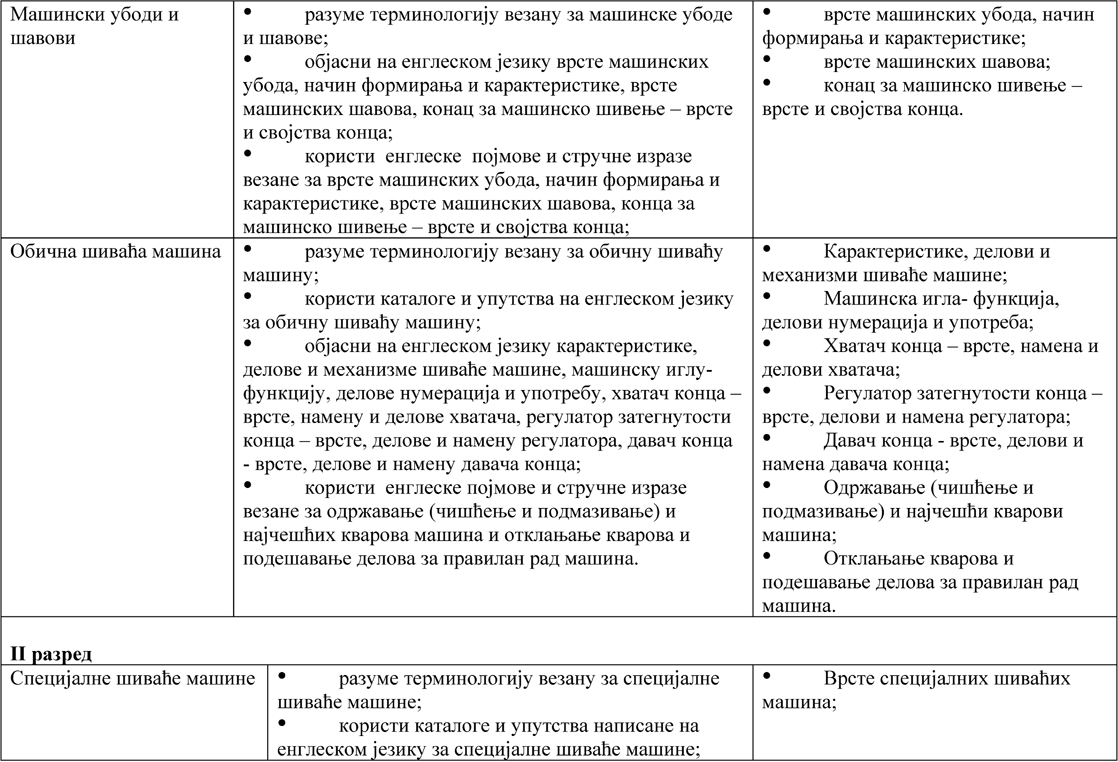 Машински убоди и
шавови
• разуме терминологију везану за машинске убоде
и шавове;
• објасни на енглеском језику врсте машинских
убода, начин формирања и карактеристике, врсте
машинских шавова, конац за машинско шивење – врсте
и својства конца;
• користи енглеске појмове и стручне изразе
везане за врсте машинских убода, начин формирања и
карактеристике, врсте машинских шавова, конца за
машинско шивење – врсте и својства конца;
• врсте машинских убода, начин
формирања и карактеристике;
• врсте машинских шавова;
• конац за машинско шивење –
врсте и својства конца.
Обична шиваћа машина
• разуме терминологију везану за обичну шиваћу
машину;
• користи каталоге и упутства на енглеском језику
за обичну шиваћу машину;
• објасни на енглеском језику карактеристике,
делове и механизме шиваће машине, машинску иглу-
функцију, делове нумерација и употребу, хватач конца –
врсте, намену и делове хватача, регулатор затегнутости
конца – врсте, делове и намену регулатора, давач конца
- врсте, делове и намену давача конца;
• користи енглеске појмове и стручне изразе
везане за одржавање (чишћење и подмазивање) и
најчешћих кварова машина и отклањање кварова и
подешавање делова за правилан рад машина.
• Карактеристике, делови и
механизми шиваће машине;
• Машинска игла- функција,
делови нумерација и употреба;
• Хватач конца – врсте, намена и
делови хватача;
• Регулатор затегнутости конца –
врсте, делови и намена регулатора;
• Давач конца - врсте, делови и
намена давача конца;
• Одржавање (чишћење и
подмазивање) и најчешћи кварови
машина;
• Отклањање кварова и
подешавање делова за правилан рад
машина.
II разред
Специјалне шиваће машине
• разуме терминологију везану за специјалне
шиваће машине;
• користи каталоге и упутства написане на
енглеском језику за специјалне шиваће машине;
• Врсте специјалних шиваћих
машина;